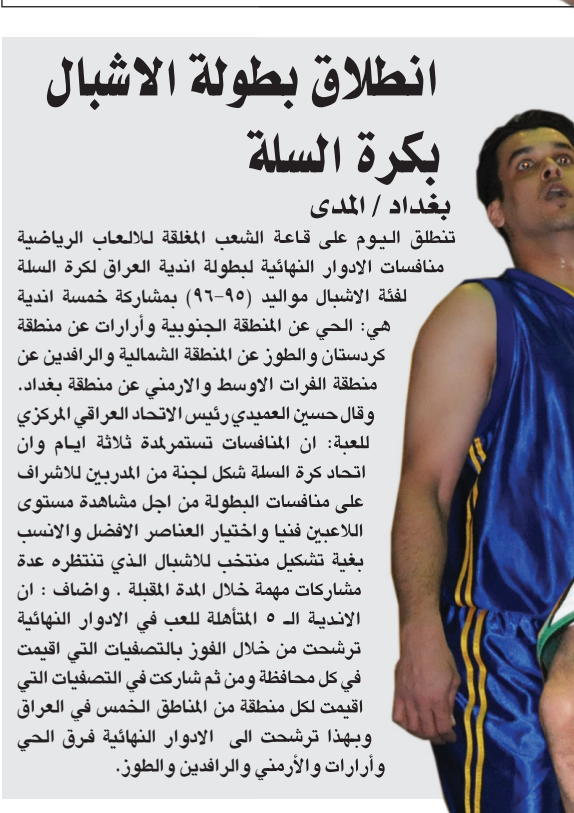 انطلاق بطولة الاشبال
بكرة السلة
بغداد / المدى
تنطلق اليوم على قاعة الشعب المغلقة للالعاب الرياضية
منافسات الادوار النهائية لبطولة اندية العراق لكرة السلة
لفئة الاشبال مواليد (٩٥-٩٦) بمشاركة خمسة اندية
هي: الحي عن المنطقة الجنوبية وأرارات عن منطقة
كردستان والطوز عن المنطقة الشمالية والرافدين عن
منطقة الفرات الاوسط والارمني عن منطقة بغداد.
وقال حسين العميدي رئيس الاتحاد العراقي المركزي
للعبة: ان المنافسات تستمر لمدة ثلاثة ايام وان
اتحاد كرة السلة شكل لجنة من المدربين للاشراف
على منافسات البطولة من اجل مشاهدة مستوى
اللاعبين فنيا واختيار العناصر الافضل والانسب
بغية تشكيل منتخب للاشبال الذي تنتظره عدة
مشاركات مهمة خلال المدة المقبلة . واضاف : ان
الاندية الـ ٥ المتأهلة للعب في الادوار النهائية
ترشحت من خلال الفوز بالتصفيات التي اقيمت
في كل محافظة ومن ثم شاركت في التصفيات التي
اقيمت لكل منطقة من المناطق الخمس في العراق
وبهذا ترشحت الى الادوار النهائية فرق الحي
وأرارات والأرمني والرافدين والطوز.